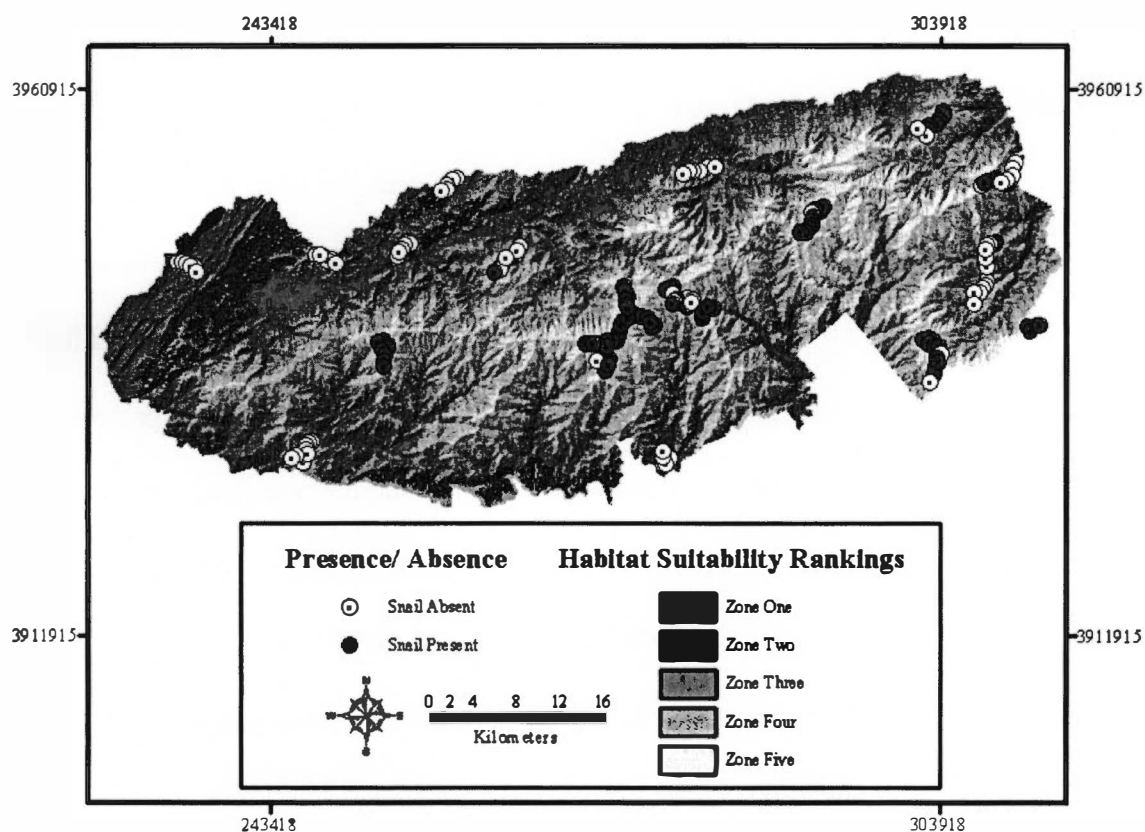 243418 303918
3960915 3960915
Presence/ Absence Habitat Suitability Rankings
Snail Absent
Snail Present
Zone One
Zone Two
Zone Three
Zone Four
Zone Five
N
W E
S
0 2 4 8 12 16
Kilometers
3911915 3911915
243418 303918